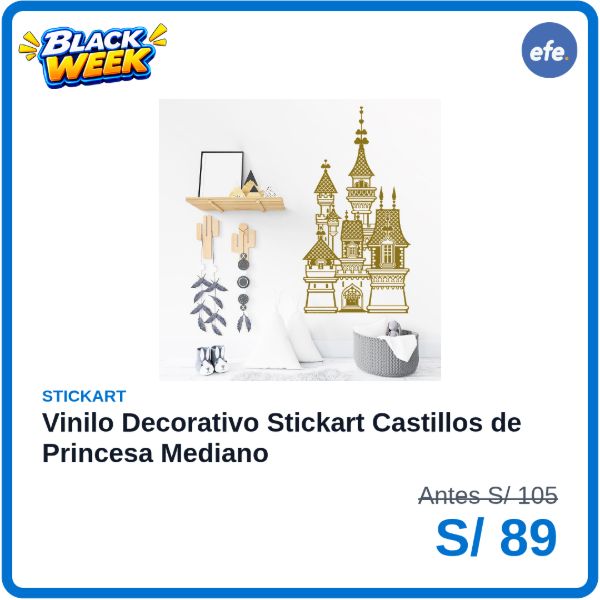 BLACK
WEEK
efe.
STICKART
Vinilo Decorativo Stickart Castillos de
Princesa Mediano
Antes S/ 105
S/ 89